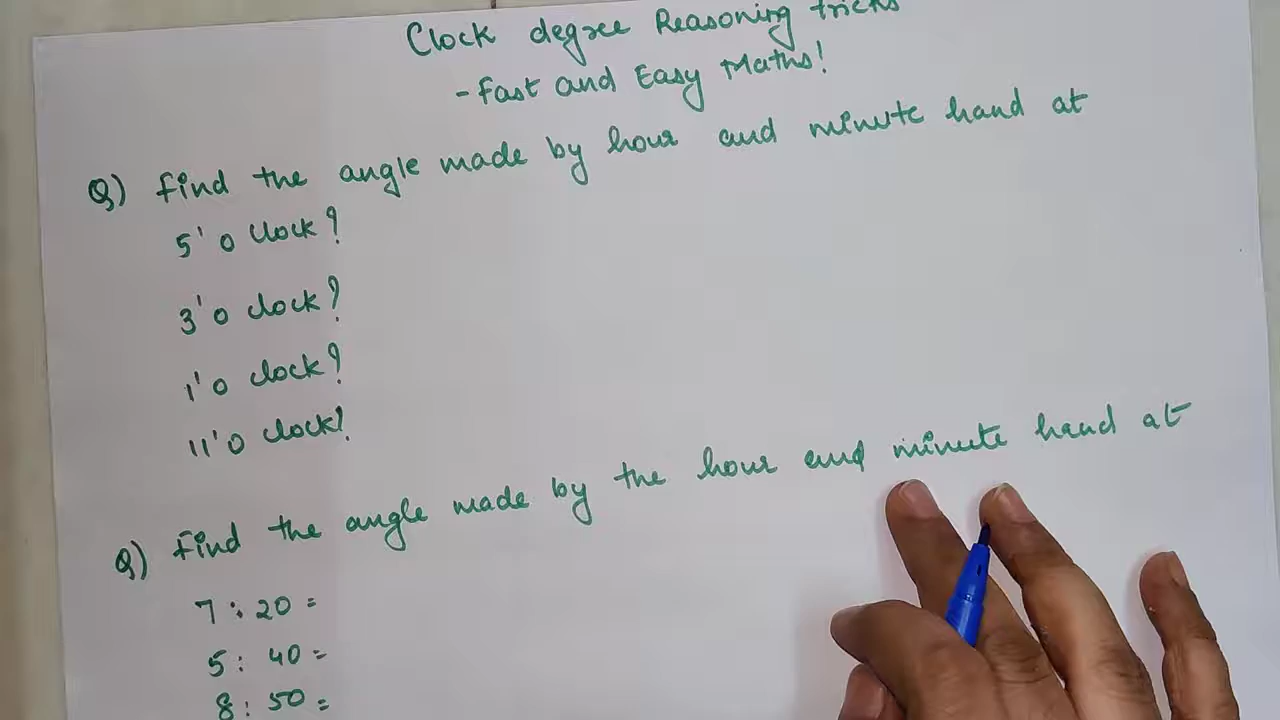 Clock degree Reasoning tricks
- Fast and Easy Maths!
Q) Find the angle made by hour and minute hand at
5' o clock?
3' o clock?
1' o clock?
11' o clock?
Q) Find the angle made by the hour and minute hand at
7 : 20 =
5 : 40 =
8 : 50 =